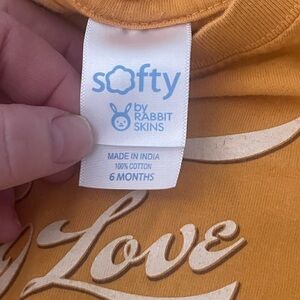 softy
by
RABBIT
SKINS
MADE IN INDIA
100% COTTON
6 MONTHS
Love